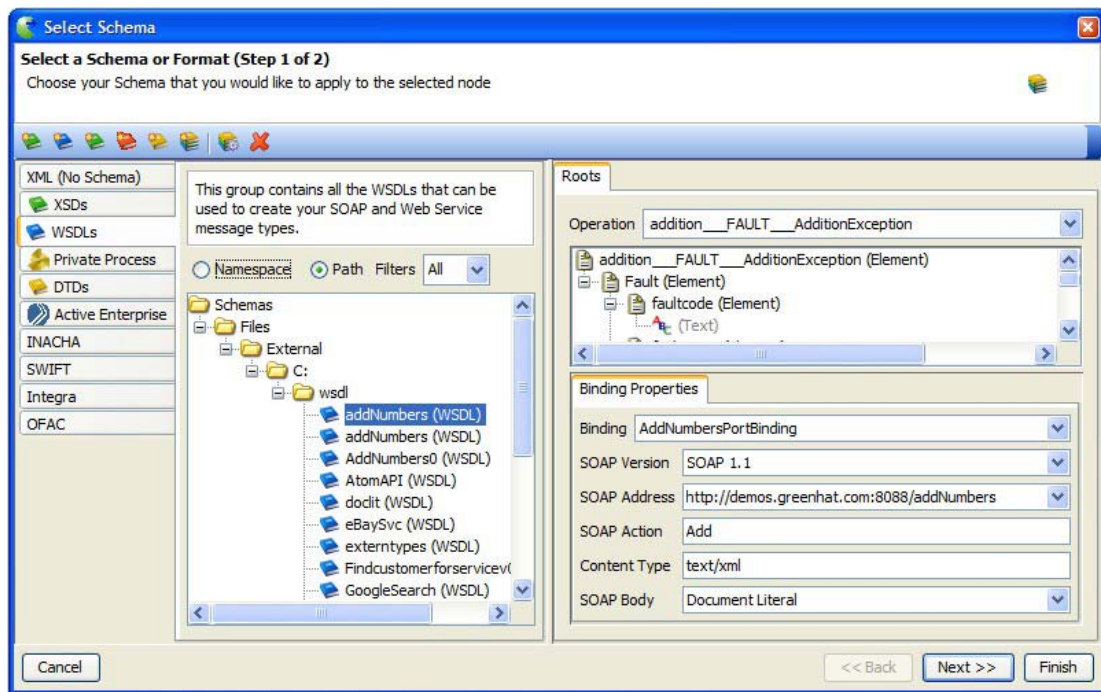 Select Schema
Select a Schema or Format (Step 1 of 2)
Choose your Schema that you would like to apply to the selected node
XML (No Schema)
XSDs
WSDLs
Private Process
DTDs
Active Enterprise
INACHA
SWIFT
Integra
OFAC
This group contains all the WSDLs that can be
used to create your SOAP and Web Service
message types.
Namespace Path Filters All
Schemas
Files
External
C:
wsdl
addNumbers (WSDL)
addNumbers (WSDL)
AddNumbers0 (WSDL)
AtomAPI (WSDL)
doclit (WSDL)
eBaySvc (WSDL)
externtypes (WSDL)
Findcustomerforservicev
GoogleSearch (WSDL)
Roots
Operation addition___FAULT___AdditionException
addition___FAULT___AdditionException (Element)
Fault (Element)
faultcode (Element)
ABC (Text)
Binding Properties
Binding AddNumbersPortBinding
SOAP Version SOAP 1.1
SOAP Address http://demos.greenhat.com:8088/addNumbers
SOAP Action Add
Content Type text/xml
SOAP Body Document Literal
Cancel
<< Back Next >> Finish